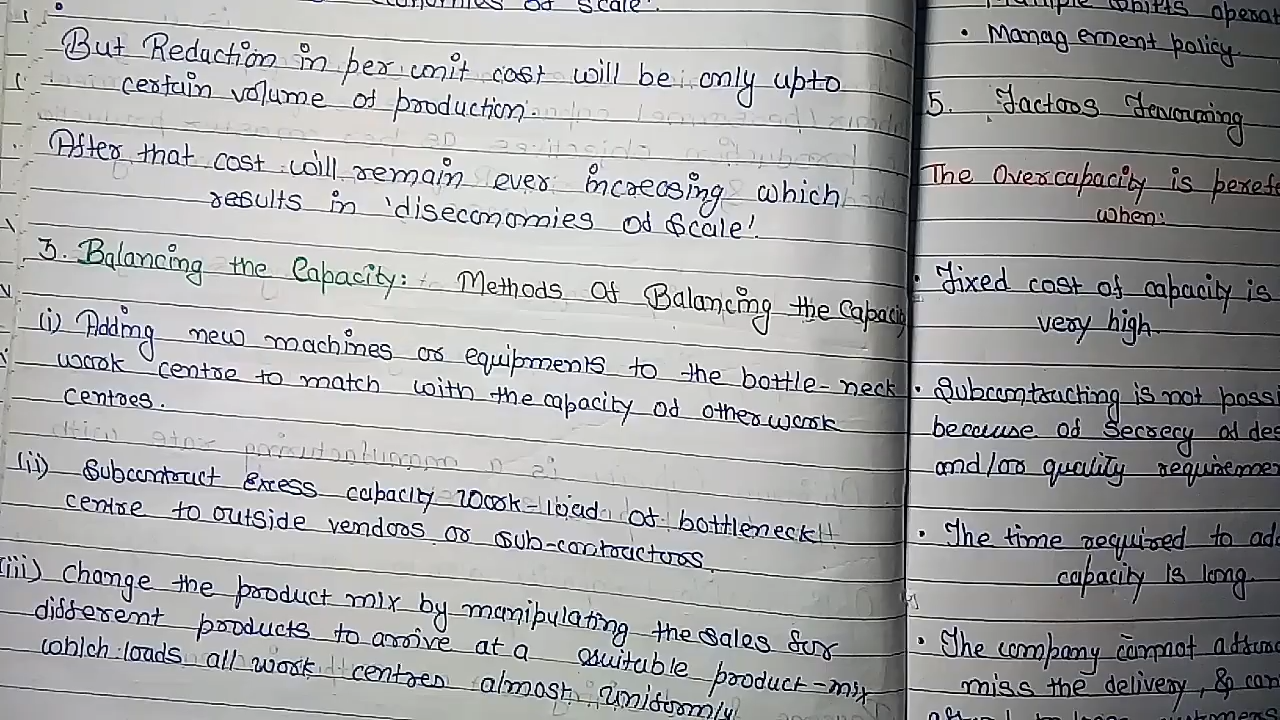 of scale'.
But Reduction in per unit cost will be only upto
certain volume of production.
After that cost will remain ever increasing which
results in 'diseconomies of Scale'.
3. Balancing the Capacity: Methods Of Balancing the Capacity
(i) Adding new machines or equipments to the bottle-neck
work centre to match with the capacity of other work
centres.
(ii) Subcontract excess capacity work-load of bottleneck
centre to outside vendors or sub-contractors.
(iii) Change the product mix by manipulating the sales for
different products to arrive at a suitable product-mix
which loads all work centres almost uniformly
• Management policy.
5. Factors
The Overcapacity is
when:
• Fixed cost of capacity is
very high.
• Subcontracting is not
because of Secrecy of
and/or quality
• The time required to
capacity is long.
• The company cannot
miss the delivery, &